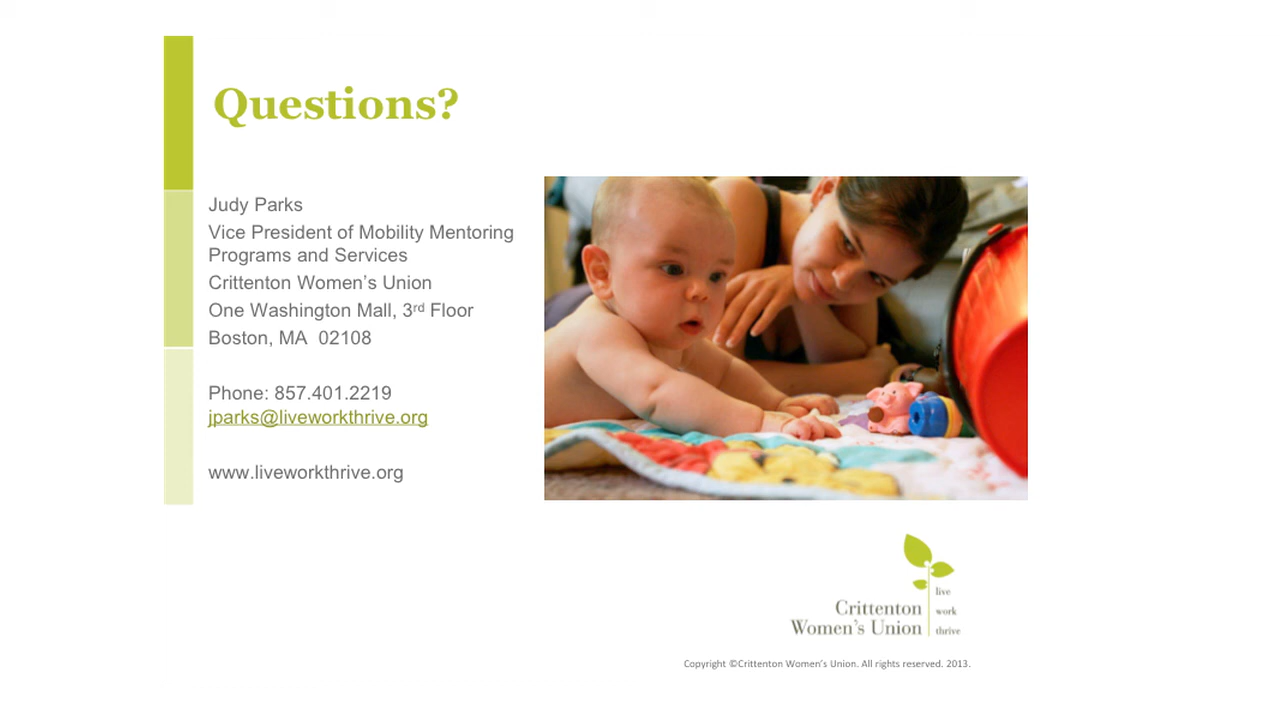 Questions?
Judy Parks
Vice President of Mobility Mentoring
Programs and Services
Crittenton Women’s Union
One Washington Mall, 3rd Floor
Boston, MA  02108
Phone: 857.401.2219
jparks@liveworkthrive.org
www.liveworkthrive.org
live
Crittenton work
Women’s Union thrive
Copyright ©Crittenton Women’s Union. All rights reserved. 2013.